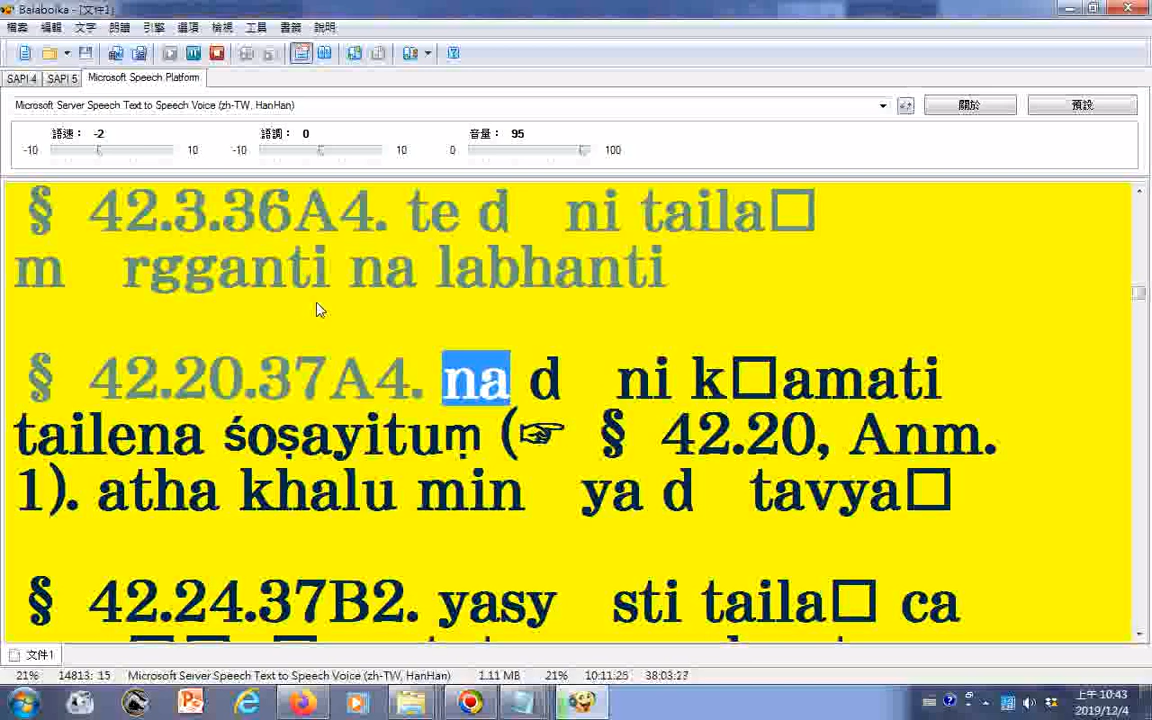 Balabolka - [文件1]
檔案 編輯 文字 朗讀 引擎 選項 檢視 工具 書籤 說明
SAPI 4 SAPI 5 Microsoft Speech Platform
Microsoft Server Speech Text to Speech Voice (zh-TW, HanHan) 關於 預設
語速： -2 語調： 0 音量： 95
-10 10 -10 10 0 100
§ 42.3.36A4. te d ni taila□
m rgganti na labhanti
§ 42.20.37A4. na d ni k□amati
tailena śoṣayituṃ (☞ § 42.20, Anm.
1). atha khalu min ya d tavya□
§ 42.24.37B2. yasy sti taila□ ca
文件1
21% 14813: 15 Microsoft Server Speech Text to Speech Voice (zh-TW, HanHan) 1.11 MB 21% 10:11:25 38:03:27
上午 10:43
2019/12/4